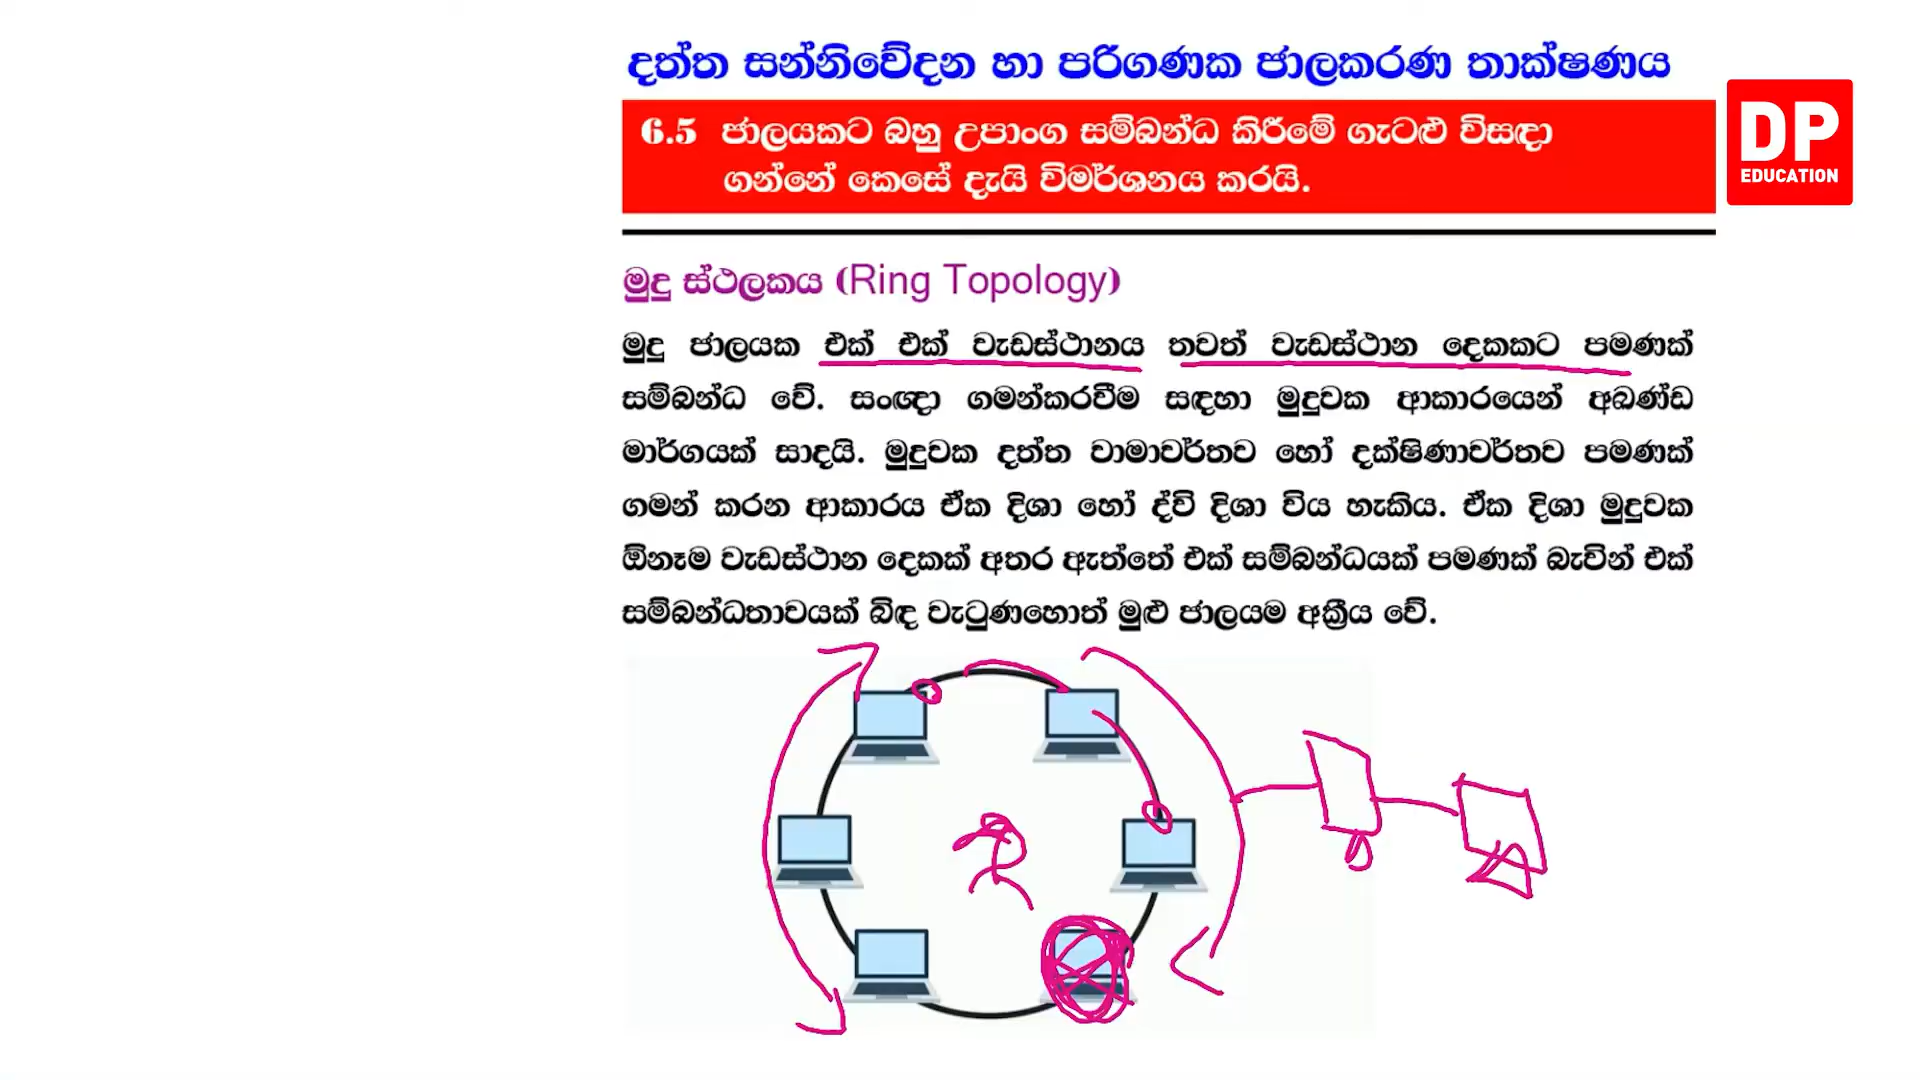 දත්ත සන්නිවේදන හා පරිගණක ජාලකරණ තාක්ෂණය
6.5 ජාලයකට බහු උපාංග සම්බන්ධ කිරීමේ ගැටළු විසඳා
ගන්නේ කෙසේ දැයි විමර්ශනය කරයි.
DP
EDUCATION
මුදු ස්ථලකය (Ring Topology)
මුදු ජාලයක එක් එක් වැඩස්ථානය තවත් වැඩස්ථාන දෙකකට පමණක්
සම්බන්ධ වේ. සංඥා ගමන්කරවීම සඳහා මුදුවක ආකාරයෙන් අඛණ්ඩ
මාර්ගයක් සාදයි. මුදුවක දත්ත වාමාවර්තව හෝ දක්ෂිණාවර්තව පමණක්
ගමන් කරන ආකාරය ඒක දිශා හෝ ද්වි දිශා විය හැකිය. ඒක දිශා මුදුවක
ඕනෑම වැඩස්ථාන දෙකක් අතර ඇත්තේ එක් සම්බන්ධයක් පමණක් බැවින් එක්
සම්බන්ධතාවයක් බිඳ වැටුණහොත් මුළු ජාලයම අක්‍රීය වේ.